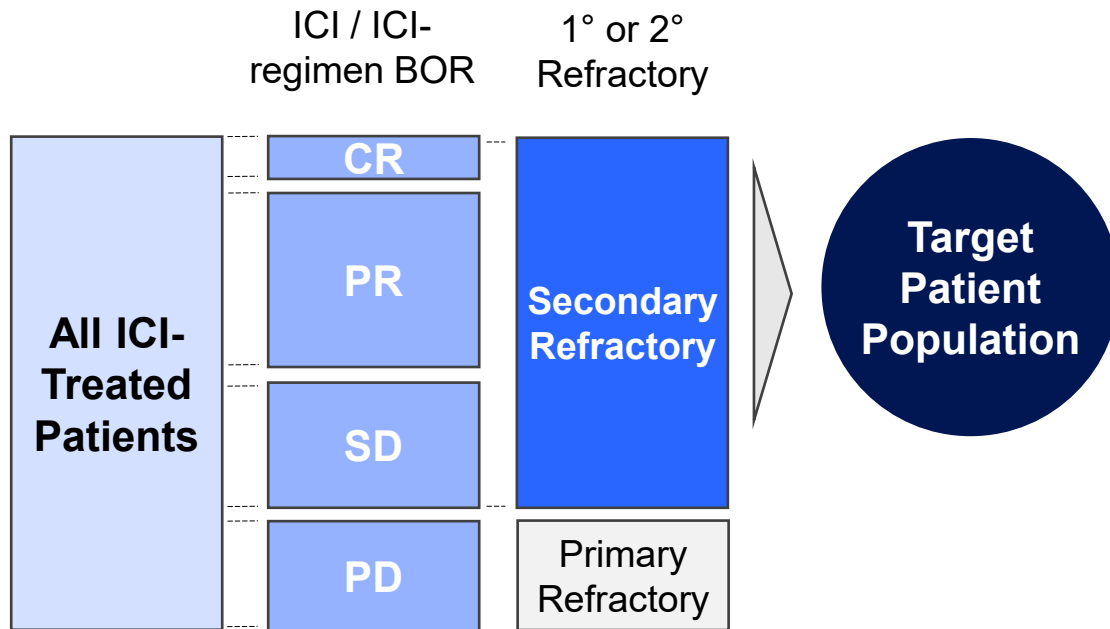 ICI / ICI-
regimen BOR
1° or 2°
Refractory
All ICI-
Treated
Patients
CR
PR
SD
PD
Secondary
Refractory
Primary
Refractory
Target
Patient
Population